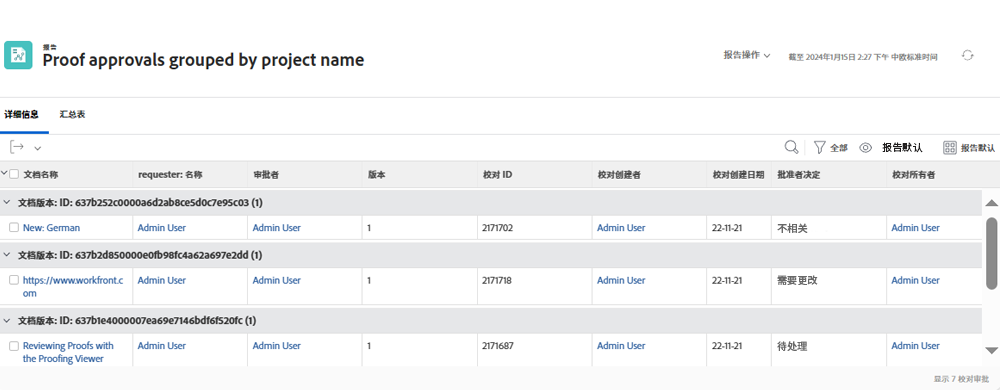 报告
Proof approvals grouped by project name
报告操作
截至 2024年1月15日 2:27 下午 中欧标准时间
详细信息 汇总表
全部 报告默认 报告默认
文档名称 requester: 名称 审批者 版本 校对 ID 校对创建者 校对创建日期 批准者决定 校对所有者
文档版本: ID: 637b252c0000a6d2ab8ce5d0c7e95c03 (1)
New: German Admin User Admin User 1 2171702 Admin User 22-11-21 不相关 Admin User
文档版本: ID: 637b2d850000e0fb98fc4a62a697e2dd (1)
https://www.workfront.c Admin User Admin User 1 2171718 Admin User 22-11-21 需要更改 Admin User
om
文档版本: ID: 637b1e4000007ea69e7146bdf6f520fc (1)
Reviewing Proofs with Admin User Admin User 1 2171687 Admin User 22-11-21 待处理 Admin User
the Proofing Viewer
显示 7 校对审批